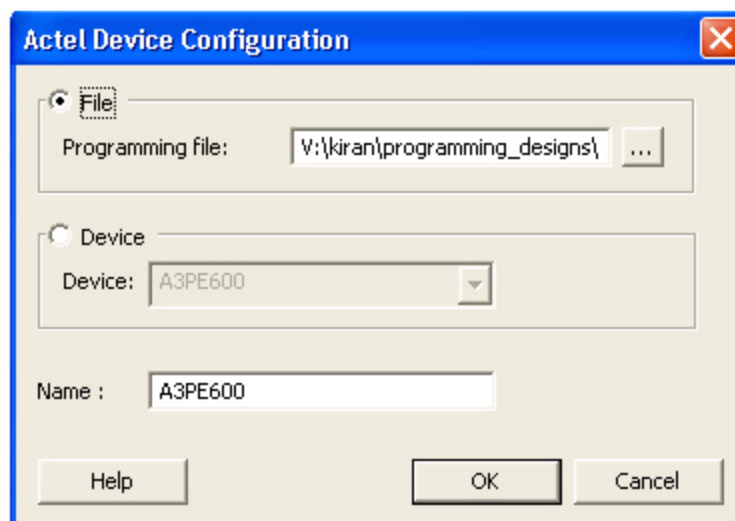 Actel Device Configuration
File
Programming file: V:\kiran\programming_designs\ ...
Device
Device: A3PE600
Name : A3PE600
Help OK Cancel